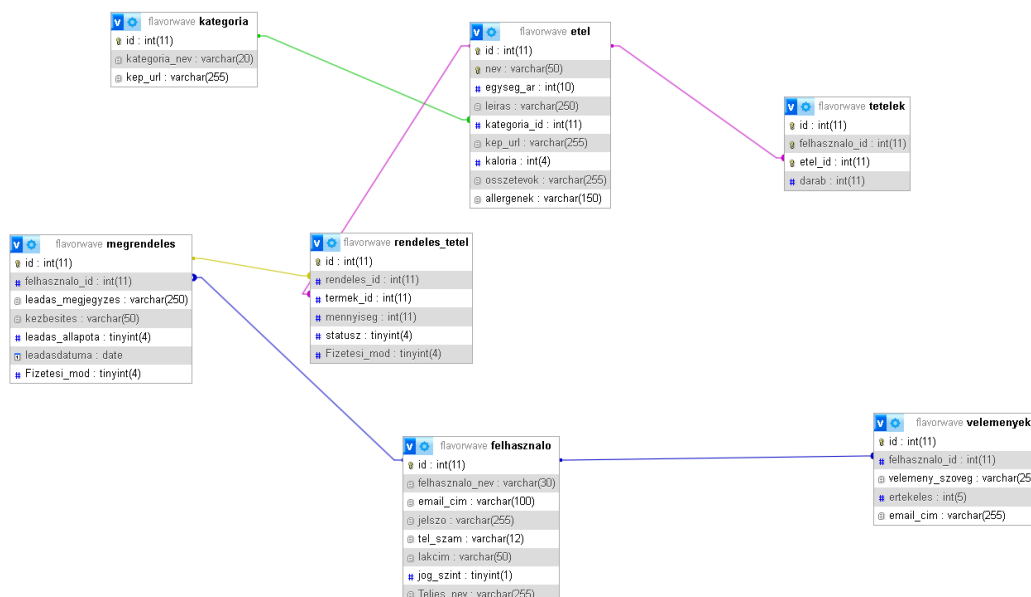 flavorwave kategoria
id : int(11)
kategoria_nev : varchar(20)
kep_url : varchar(255)
flavorwave etel
id : int(11)
nev : varchar(50)
egyseg_ar : int(10)
leiras : varchar(250)
kategoria_id : int(11)
kep_url : varchar(255)
kaloria : int(4)
osszetevok : varchar(255)
allergenek : varchar(150)
flavorwave tetelek
id : int(11)
felhasznalo_id : int(11)
etel_id : int(11)
darab : int(11)
flavorwave megrendeles
id : int(11)
felhasznalo_id : int(11)
leadas_megjegyzes : varchar(250)
kezbesites : varchar(50)
leadas_allapota : tinyint(4)
leadasdatuma : date
Fizetesi_mod : tinyint(4)
flavorwave rendeles_tetel
id : int(11)
rendeles_id : int(11)
termek_id : int(11)
mennyiseg : int(11)
statusz : tinyint(4)
Fizetesi_mod : tinyint(4)
flavorwave felhasznalo
id : int(11)
felhasznalo_nev : varchar(30)
email_cim : varchar(100)
jelszo : varchar(255)
tel_szam : varchar(12)
lakcim : varchar(50)
jog_szint : tinyint(1)
Teljes_nev : varchar(255)
flavorwave velemenyek
id : int(11)
felhasznalo_id : int(11)
velemeny_szoveg : varchar(25
ertekeles : int(5)
email_cim : varchar(255)